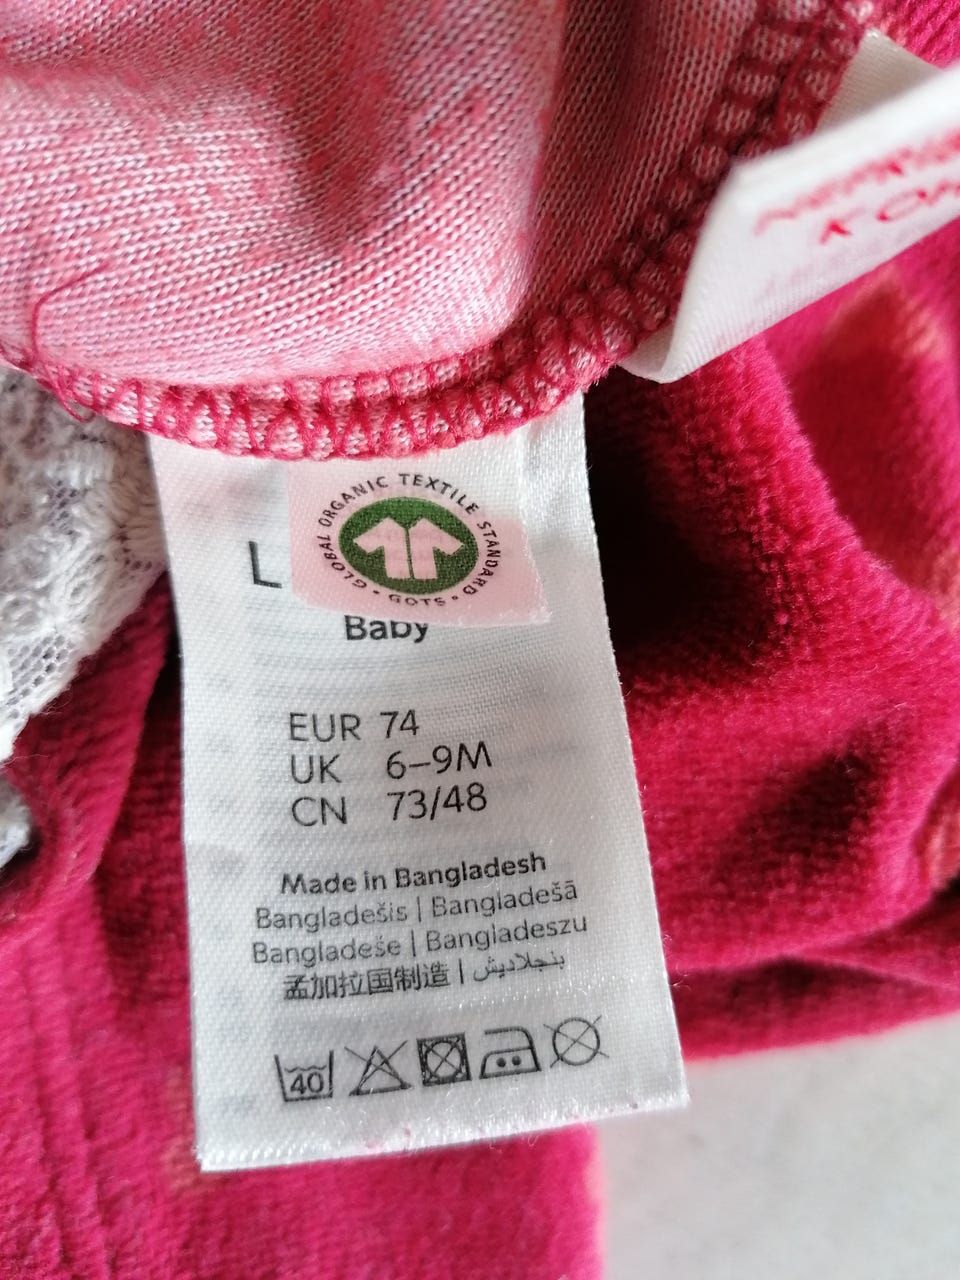 GLOBAL ORGANIC TEXTILE STANDARD
• GOTS •
L
Baby
EUR 74
UK 6–9M
CN 73/48
Made in Bangladesh
Bangladešis | Bangladešā
Bangladeše | Bangladeszu
孟加拉国制造 | بنجلاديش
40